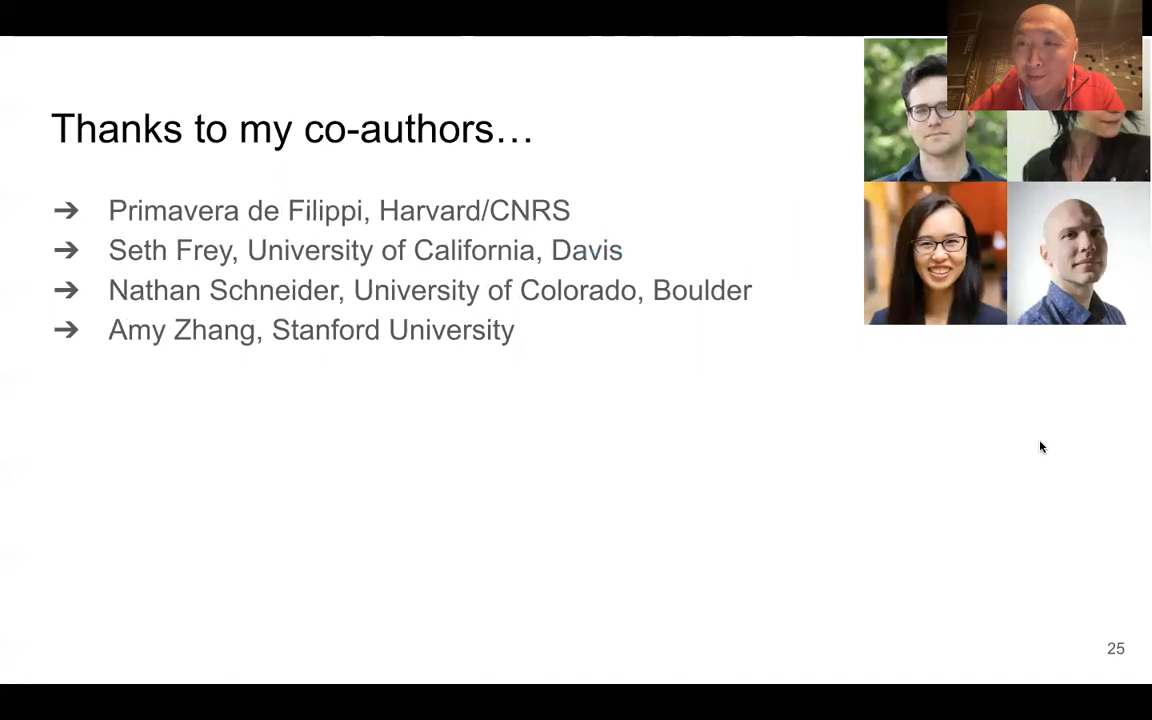 Thanks to my co-authors…
➔ Primavera de Filippi, Harvard/CNRS
➔ Seth Frey, University of California, Davis
➔ Nathan Schneider, University of Colorado, Boulder
➔ Amy Zhang, Stanford University
25